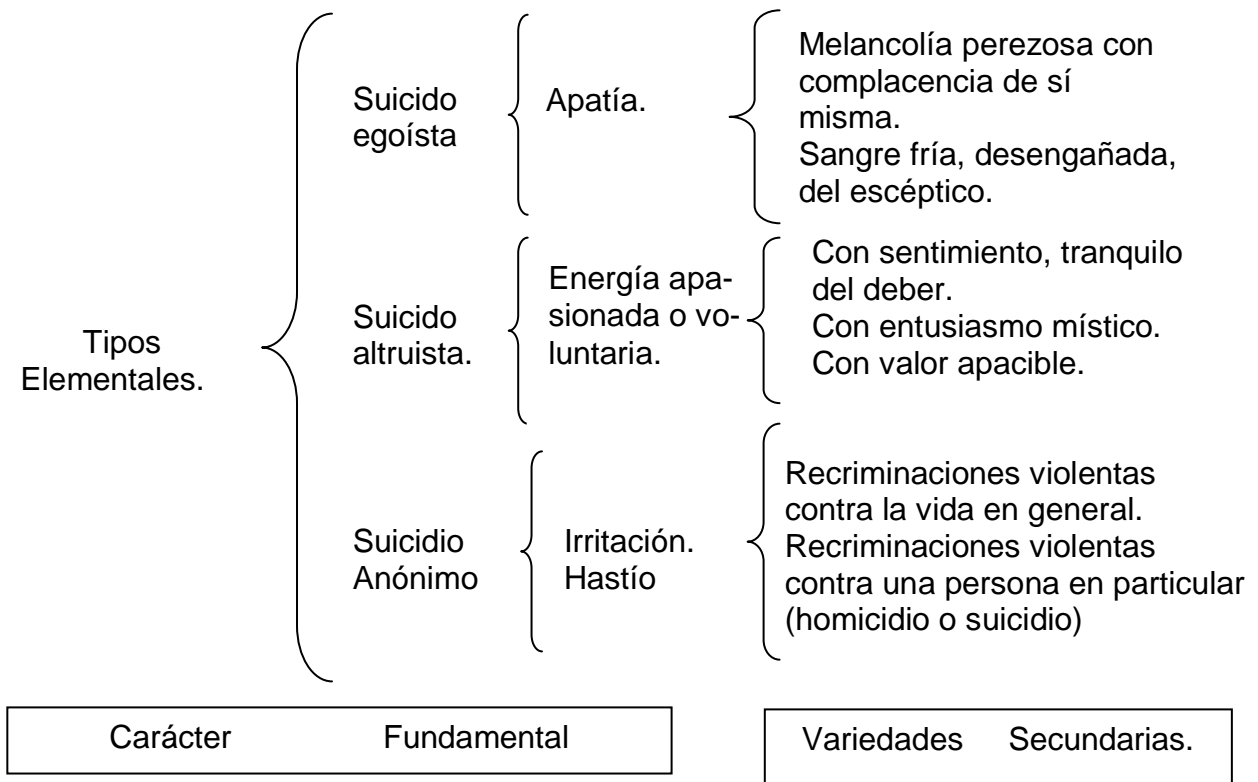 Tipos
Elementales.
Suicido
egoísta
Apatía.
Melancolía perezosa con
complacencia de sí
misma.
Sangre fría, desengañada,
del escéptico.
Suicido
altruista.
Energía apa-
sionada o vo-
luntaria.
Con sentimiento, tranquilo
del deber.
Con entusiasmo místico.
Con valor apacible.
Suicidio
Anónimo
Irritación.
Hastío
Recriminaciones violentas
contra la vida en general.
Recriminaciones violentas
contra una persona en particular
(homicidio o suicidio)
Carácter Fundamental
Variedades Secundarias.